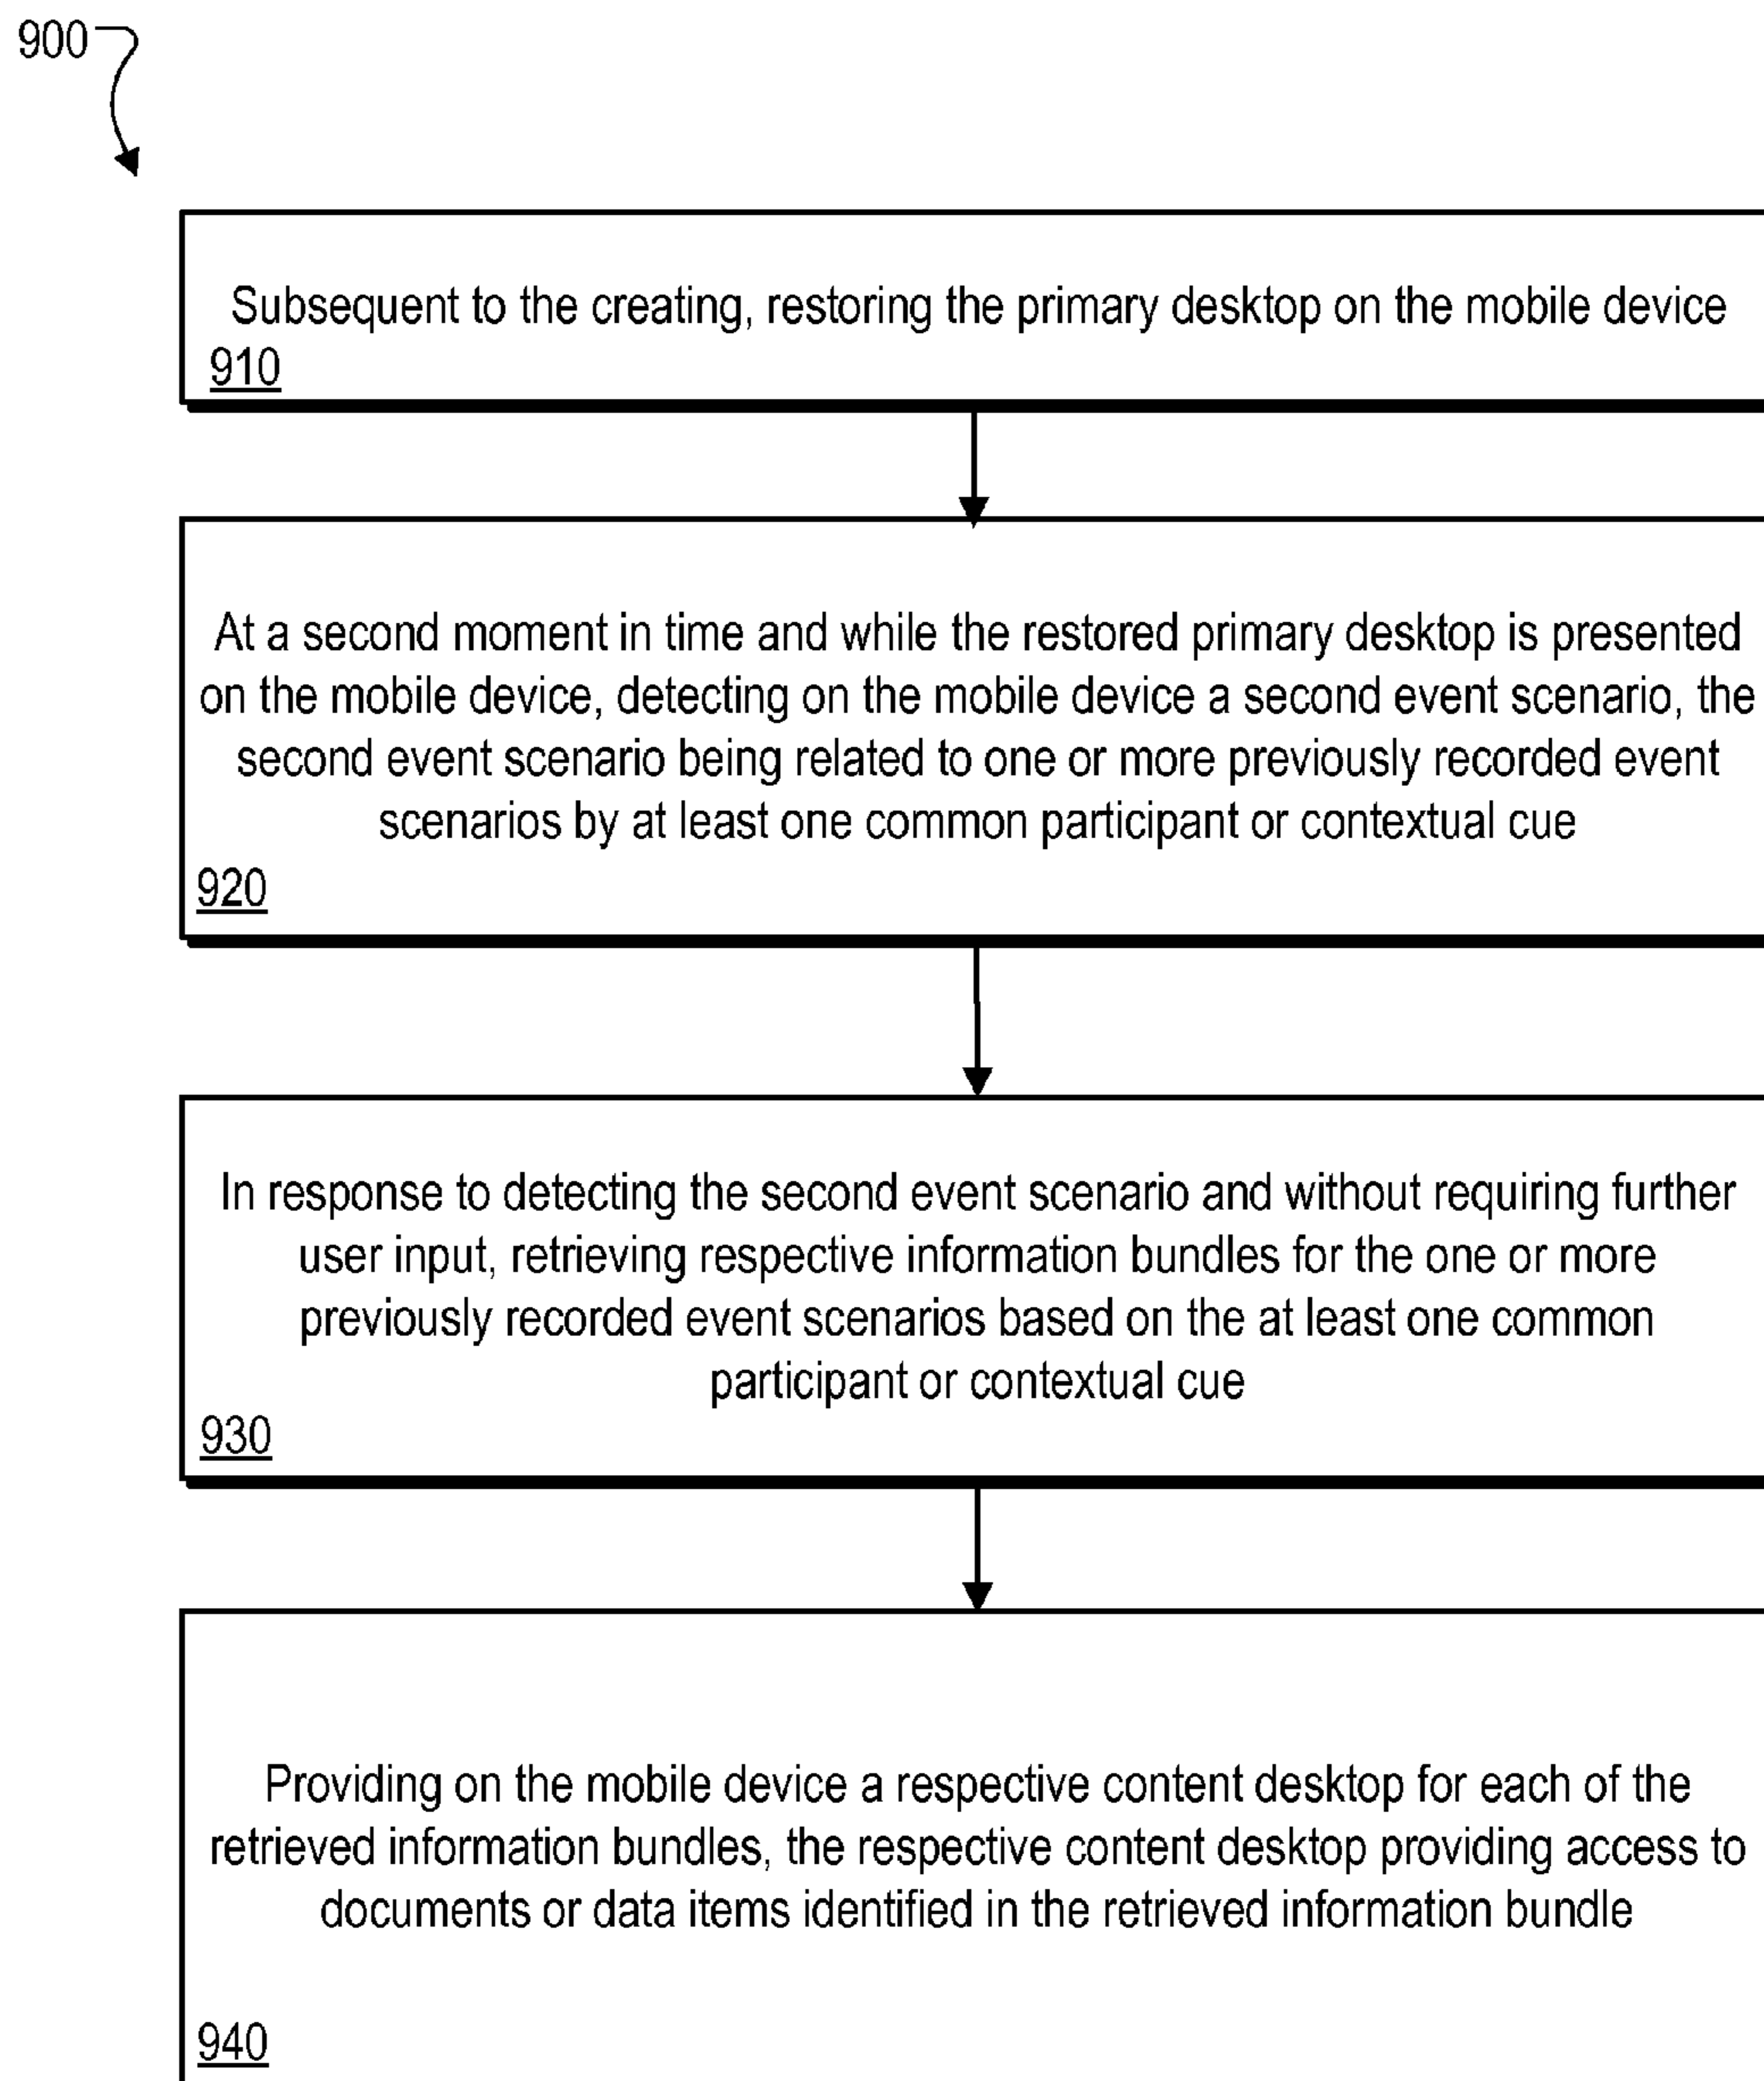 900
Subsequent to the creating, restoring the primary desktop on the mobile device
910
At a second moment in time and while the restored primary desktop is presented
on the mobile device, detecting on the mobile device a second event scenario, the
second event scenario being related to one or more previously recorded event
scenarios by at least one common participant or contextual cue
920
In response to detecting the second event scenario and without requiring further
user input, retrieving respective information bundles for the one or more
previously recorded event scenarios based on the at least one common
participant or contextual cue
930
Providing on the mobile device a respective content desktop for each of the
retrieved information bundles, the respective content desktop providing access to
documents or data items identified in the retrieved information bundle
940